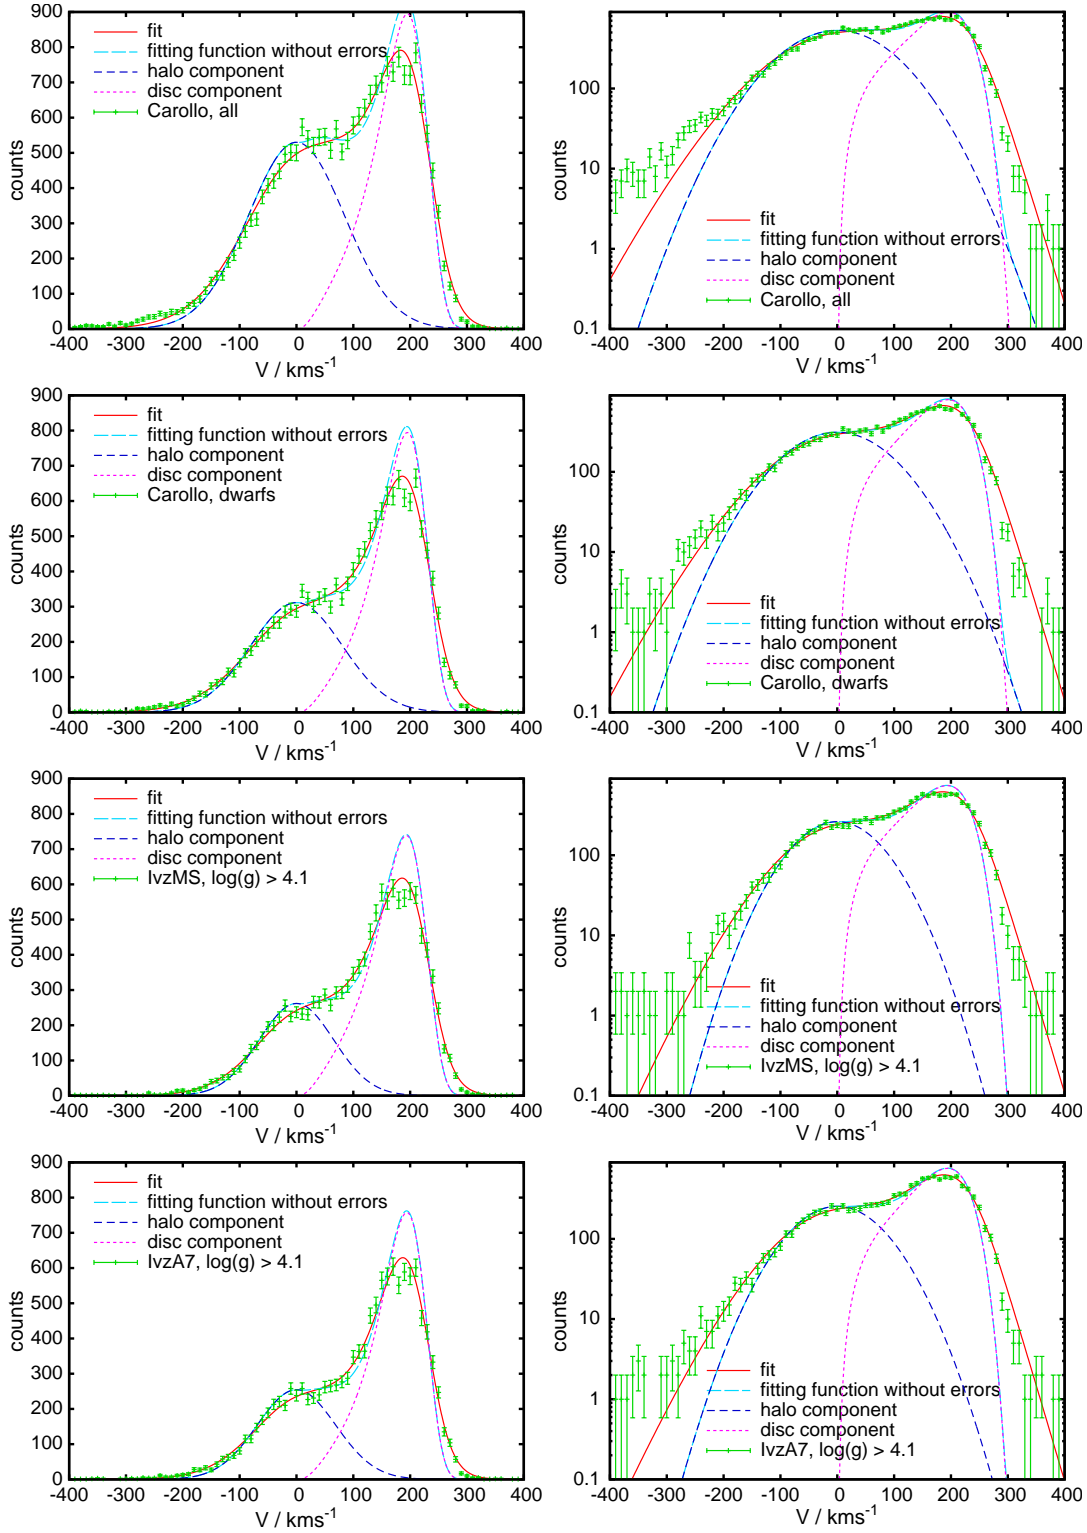 900
800
700
600
500
400
300
200
100
0
counts
fit
fitting function without errors
halo component
disc component
Carollo, all
-400 -300 -200 -100 0 100 200 300 400
V / kms⁻¹
100
10
1
0.1
counts
fit
fitting function without errors
halo component
disc component
Carollo, all
-400 -300 -200 -100 0 100 200 300 400
V / kms⁻¹
900
800
700
600
500
400
300
200
100
0
counts
fit
fitting function without errors
halo component
disc component
Carollo, dwarfs
-400 -300 -200 -100 0 100 200 300 400
V / kms⁻¹
100
10
1
0.1
counts
fit
fitting function without errors
halo component
disc component
Carollo, dwarfs
-400 -300 -200 -100 0 100 200 300 400
V / kms⁻¹
900
800
700
600
500
400
300
200
100
0
counts
fit
fitting function without errors
halo component
disc component
IvzMS, log(g) > 4.1
-400 -300 -200 -100 0 100 200 300 400
V / kms⁻¹
100
10
1
0.1
counts
fit
fitting function without errors
halo component
disc component
IvzMS, log(g) > 4.1
-400 -300 -200 -100 0 100 200 300 400
V / kms⁻¹
900
800
700
600
500
400
300
200
100
0
counts
fit
fitting function without errors
halo component
disc component
IvzA7, log(g) > 4.1
-400 -300 -200 -100 0 100 200 300 400
V / kms⁻¹
100
10
1
0.1
counts
fit
fitting function without errors
halo component
disc component
IvzA7, log(g) > 4.1
-400 -300 -200 -100 0 100 200 300 400
V / kms⁻¹